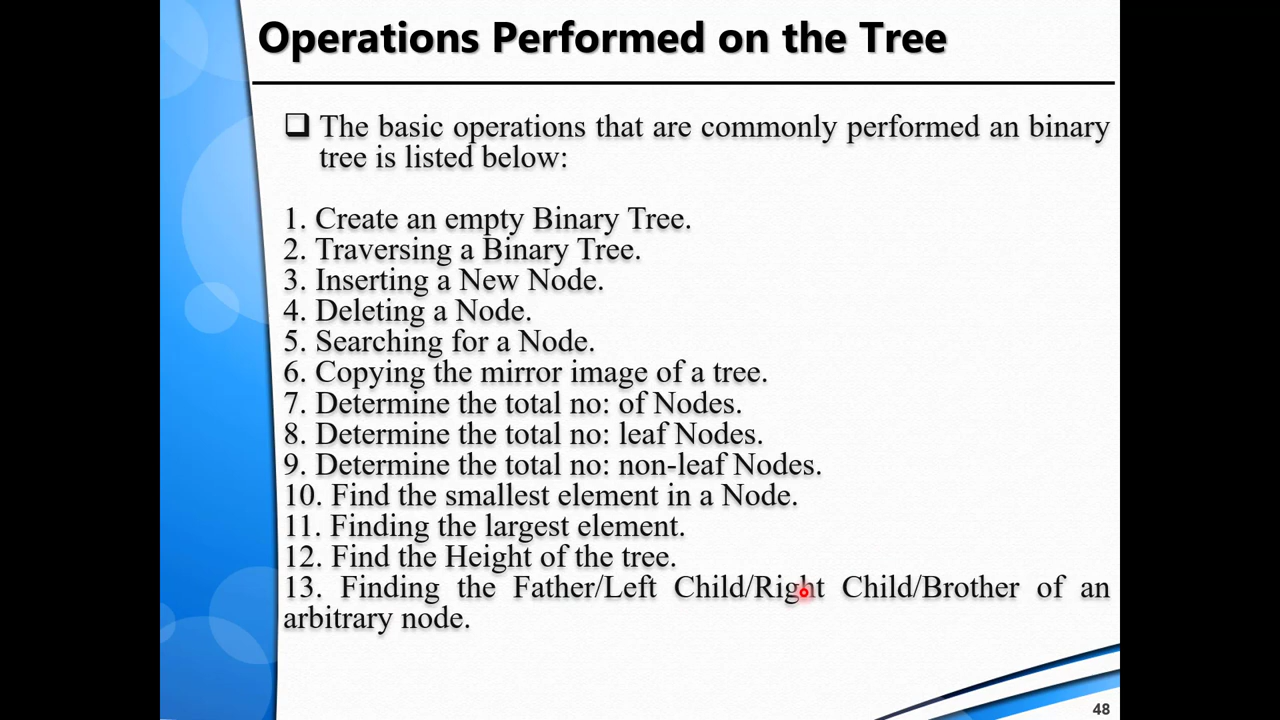 Operations Performed on the Tree
❑ The basic operations that are commonly performed an binary
tree is listed below:
1. Create an empty Binary Tree.
2. Traversing a Binary Tree.
3. Inserting a New Node.
4. Deleting a Node.
5. Searching for a Node.
6. Copying the mirror image of a tree.
7. Determine the total no: of Nodes.
8. Determine the total no: leaf Nodes.
9. Determine the total no: non-leaf Nodes.
10. Find the smallest element in a Node.
11. Finding the largest element.
12. Find the Height of the tree.
13. Finding the Father/Left Child/Right Child/Brother of an
arbitrary node.
48